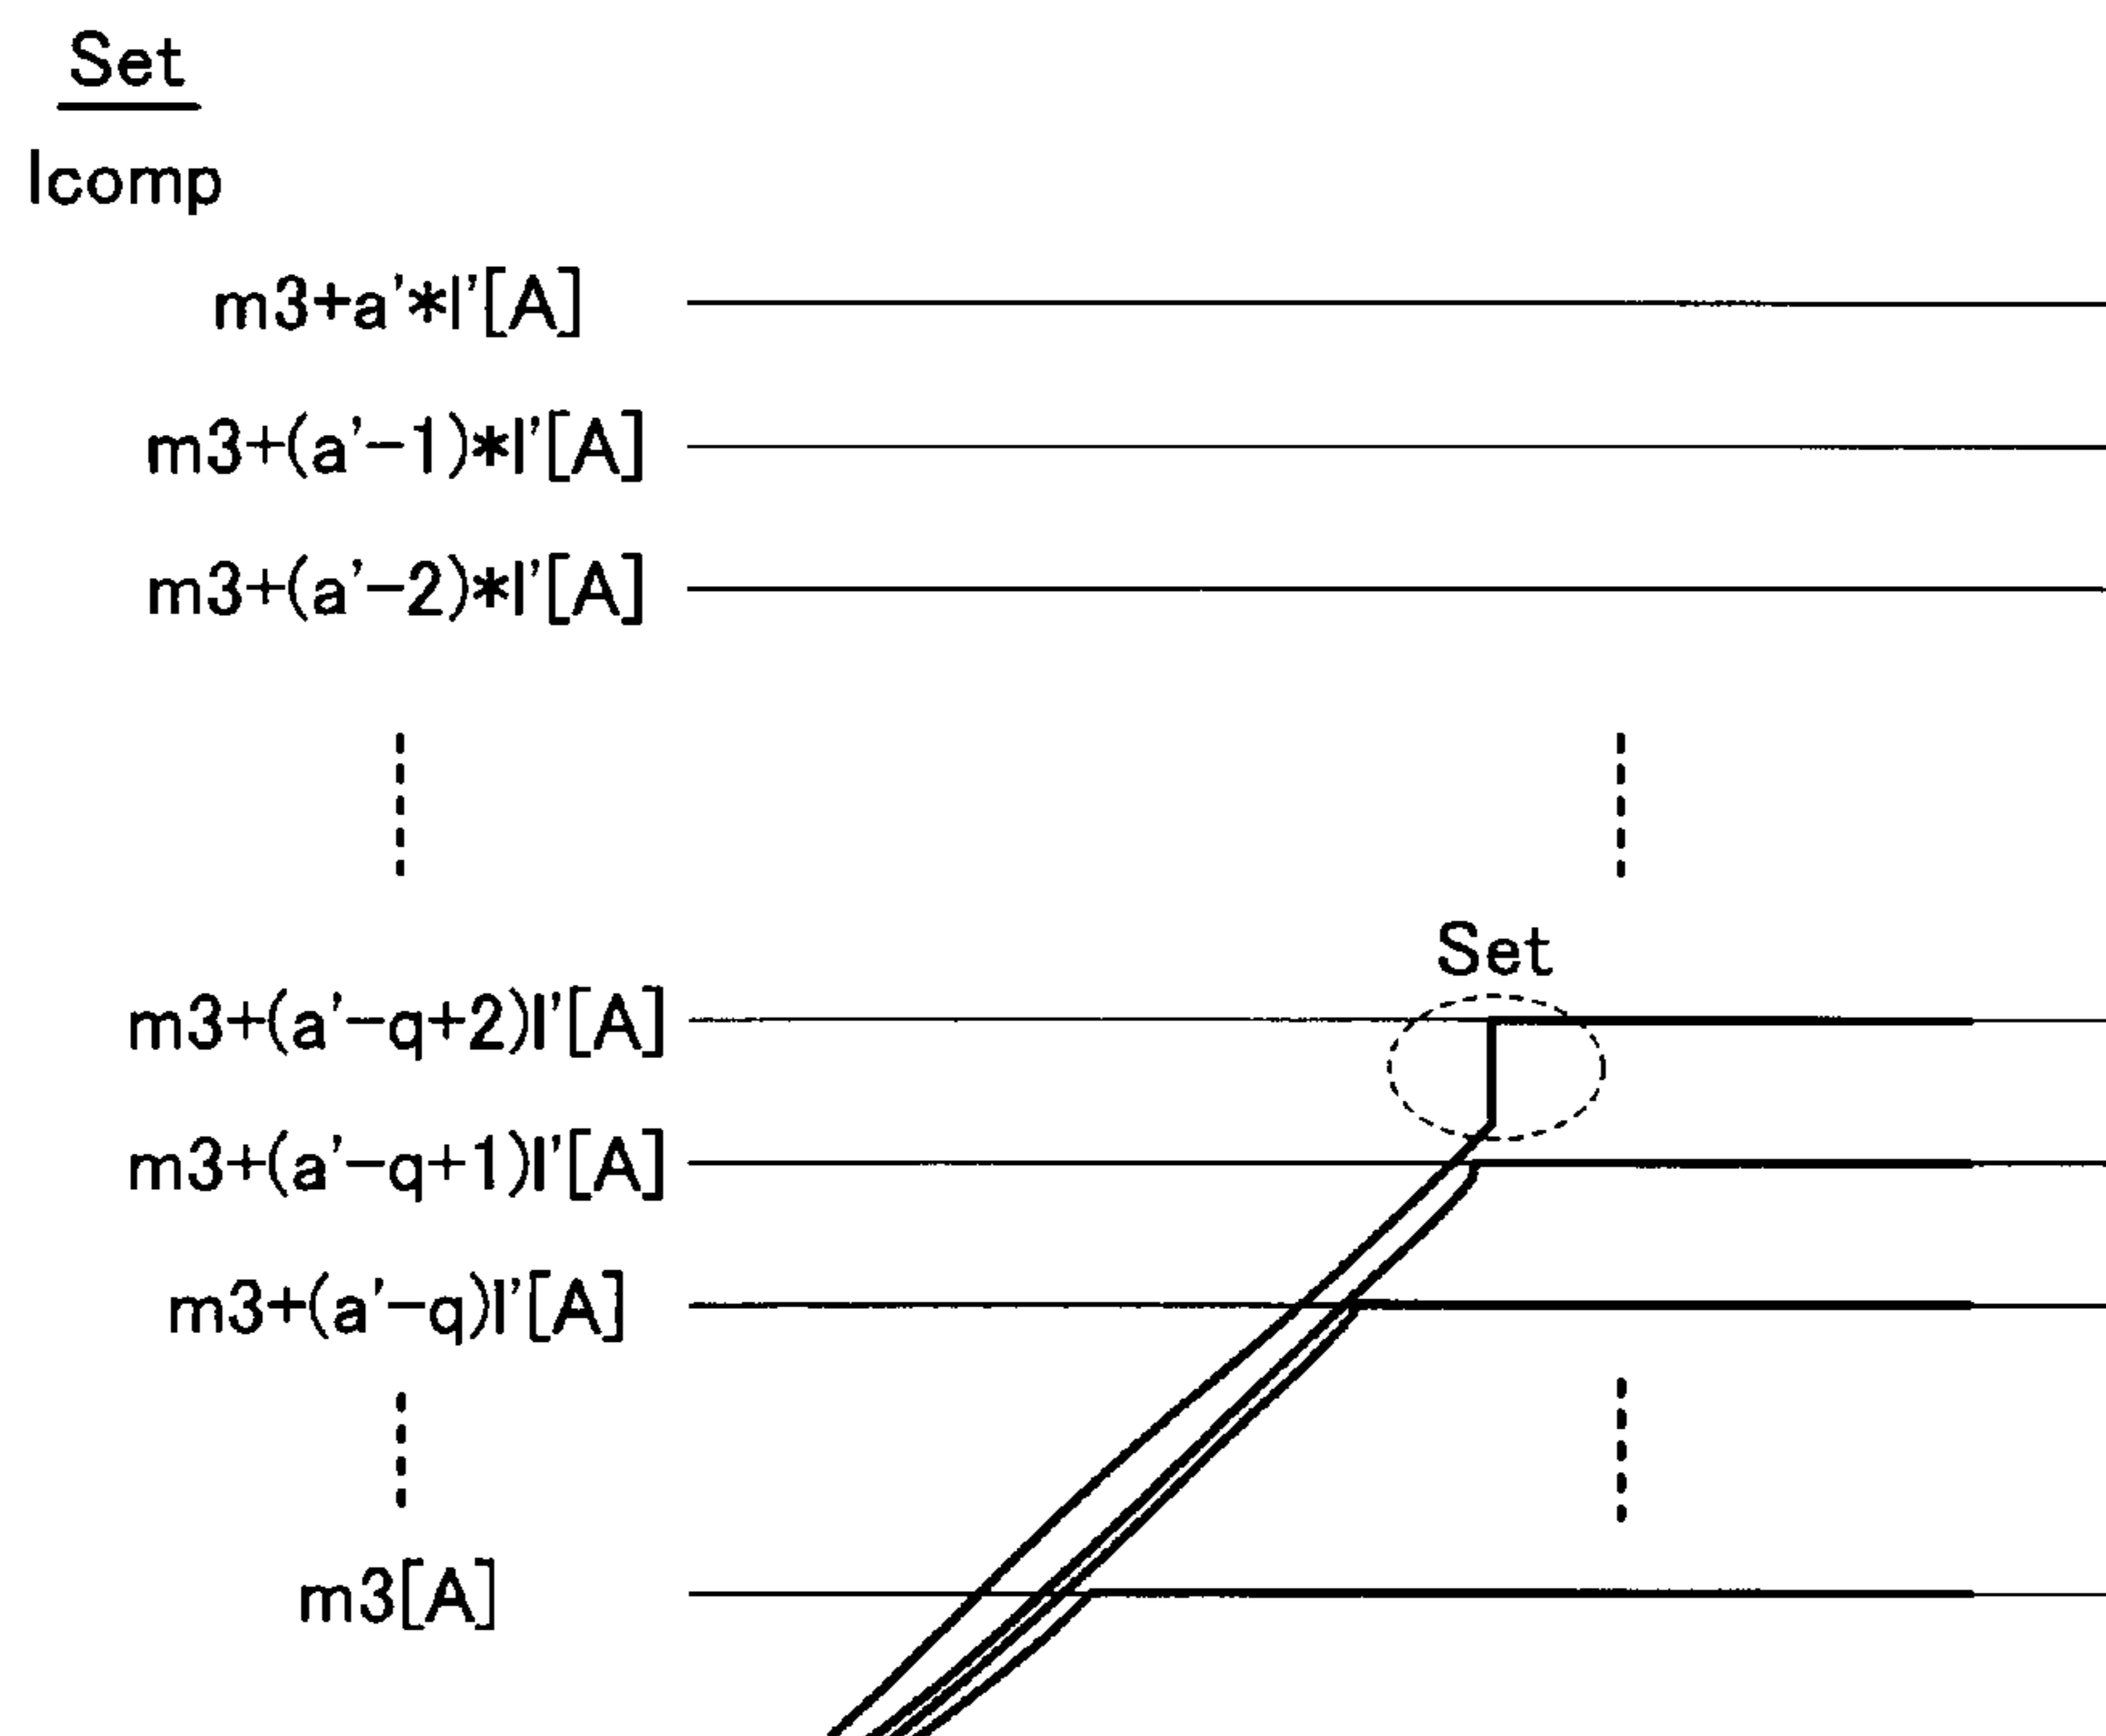 Set
Icomp
m3+a'*I'[A]
m3+(a'-1)*I'[A]
m3+(a'-2)*I'[A]
Set
m3+(a'-q+2)I'[A]
m3+(a'-q+1)I'[A]
m3+(a'-q)I'[A]
m3[A]